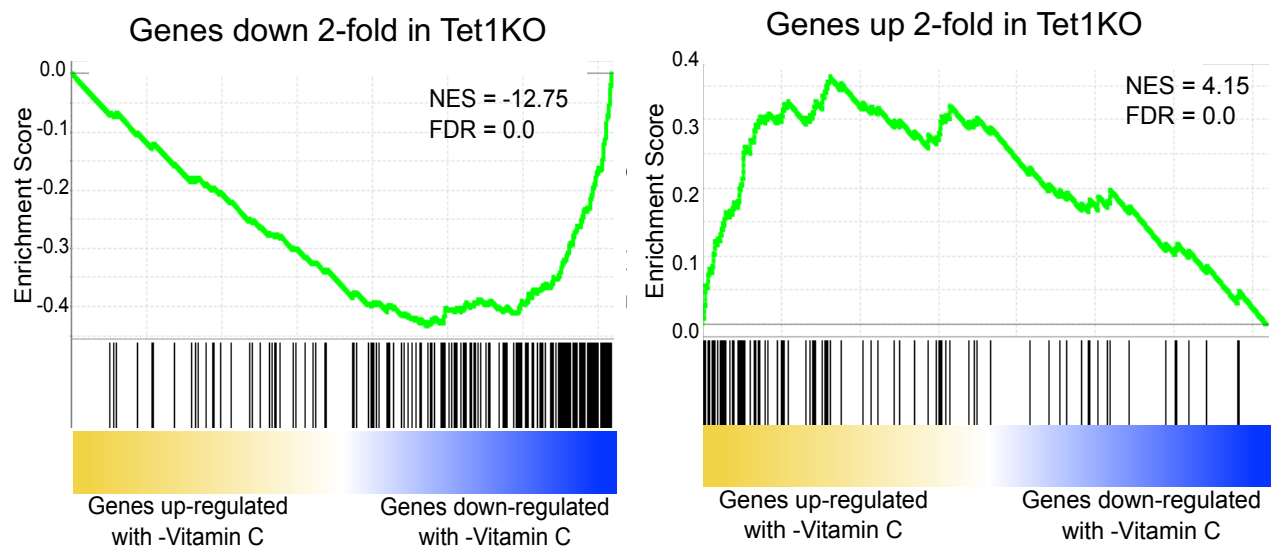 Genes down 2-fold in Tet1KO
0.0
-0.1
-0.2
-0.3
-0.4
Enrichment Score
NES = -12.75
FDR = 0.0
Genes up-regulated
with -Vitamin C
Genes down-regulated
with -Vitamin C
Genes up 2-fold in Tet1KO
0.4
0.3
0.2
0.1
0.0
Enrichment Score
NES = 4.15
FDR = 0.0
Genes up-regulated
with -Vitamin C
Genes down-regulated
with -Vitamin C